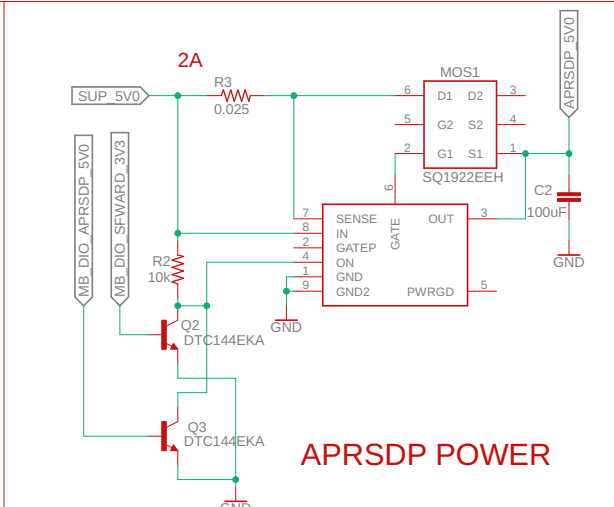 2A
MOS1
R3
0.025
SUP_5V0
APRSDP_5V0
6 D1 D2 3
5 G2 S2 4
2 G1 S1 1
SQ1922EEH
MB_DIO_APRSDP_5V0
MB_DIO_SFWARD_3V3
C2
100uF
GND
6
GATE
7 SENSE OUT 3
8 IN
2 GATEP
4 ON
1 GND
9 GND2 PWRGD 5
R2
10k
GND
Q2
DTC144EKA
Q3
DTC144EKA
APRSDP POWER
GND